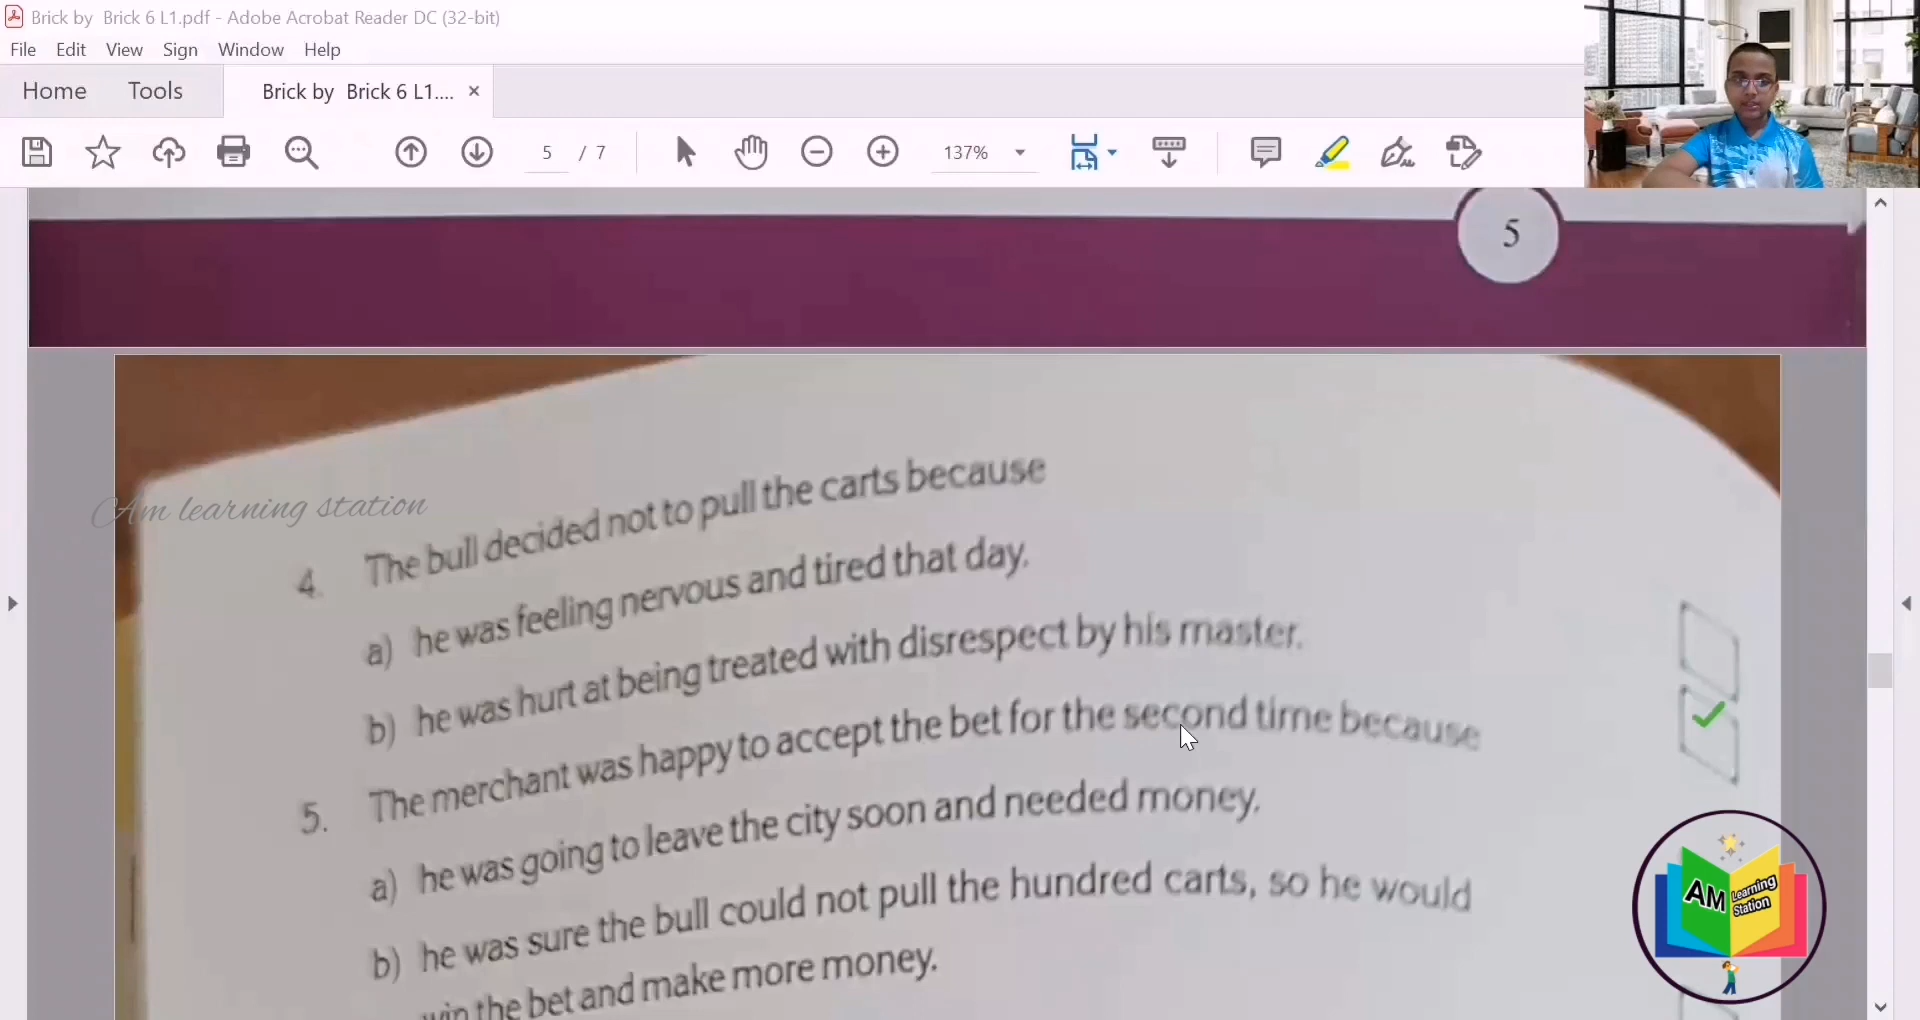 Brick by Brick 6 L1.pdf - Adobe Acrobat Reader DC (32-bit)
File Edit View Sign Window Help
Home Tools Brick by Brick 6 L1.... ×
5 / 7 137%
5
Am learning station
4. The bull decided not to pull the carts because
a) he was feeling nervous and tired that day.
b) he was hurt at being treated with disrespect by his master.
5. The merchant was happy to accept the bet for the second time because
a) he was going to leave the city soon and needed money.
b) he was sure the bull could not pull the hundred carts, so he would
win the bet and make more money.
AM Learning
Station